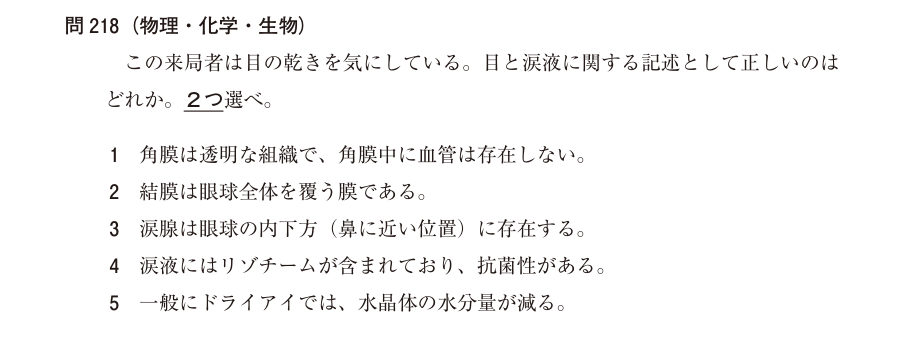 問 218（物理・化学・生物）
この来局者は目の乾きを気にしている。目と涙液に関する記述として正しいのは
どれか。２つ選べ。
1 角膜は透明な組織で、角膜中に血管は存在しない。
2 結膜は眼球全体を覆う膜である。
3 涙腺は眼球の内下方（鼻に近い位置）に存在する。
4 涙液にはリゾチームが含まれており、抗菌性がある。
5 一般にドライアイでは、水晶体の水分量が減る。